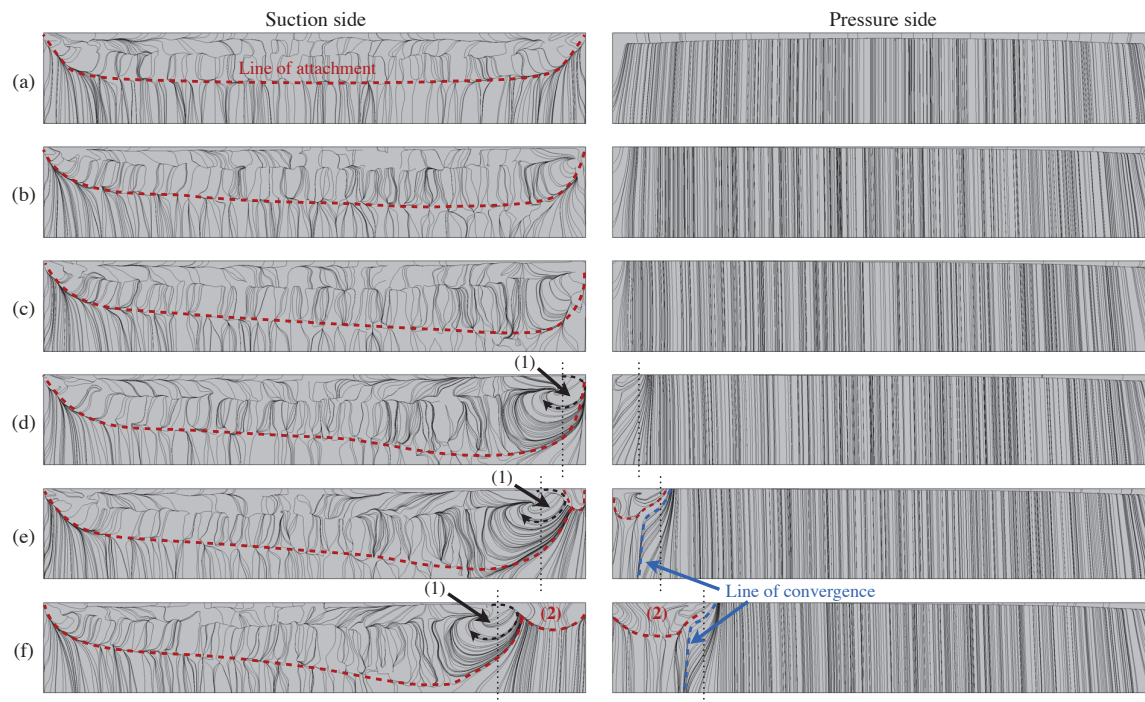 Suction side
Pressure side
(a)
Line of attachment
(b)
(c)
(d)
(1)
(e)
(1)
Line of convergence
(f)
(1)
(2)
(2)